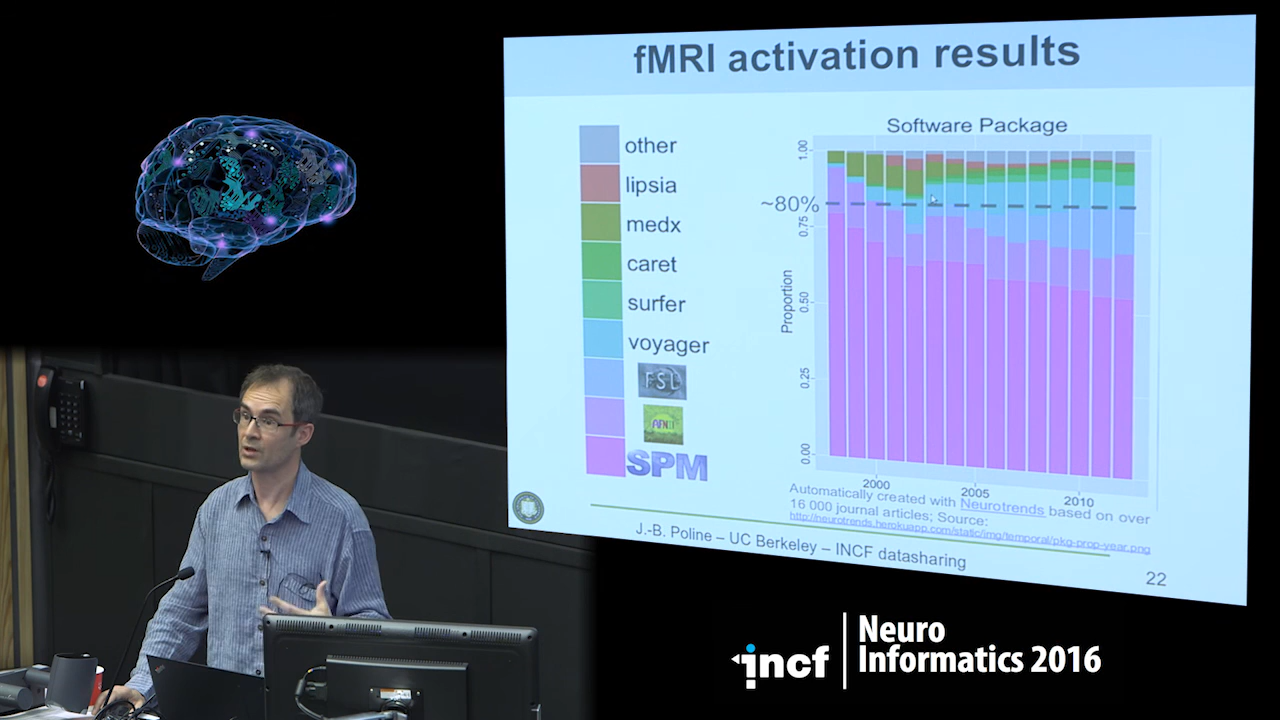 fMRI activation results
other
lipsia
medx
caret
surfer
voyager
FSL
AFNI
SPM
Software Package
1.00
~80%
0.75
Proportion
0.50
0.25
0.00
2000
2005
2010
Automatically created with Neurotrends based on over
16 000 journal articles; Source:
http://neurotrends.herokuapp.com/static/img/temporal/pkg-prop-year.png
J.-B. Poline – UC Berkeley – INCF datasharing
22
incf
Neuro
Informatics 2016